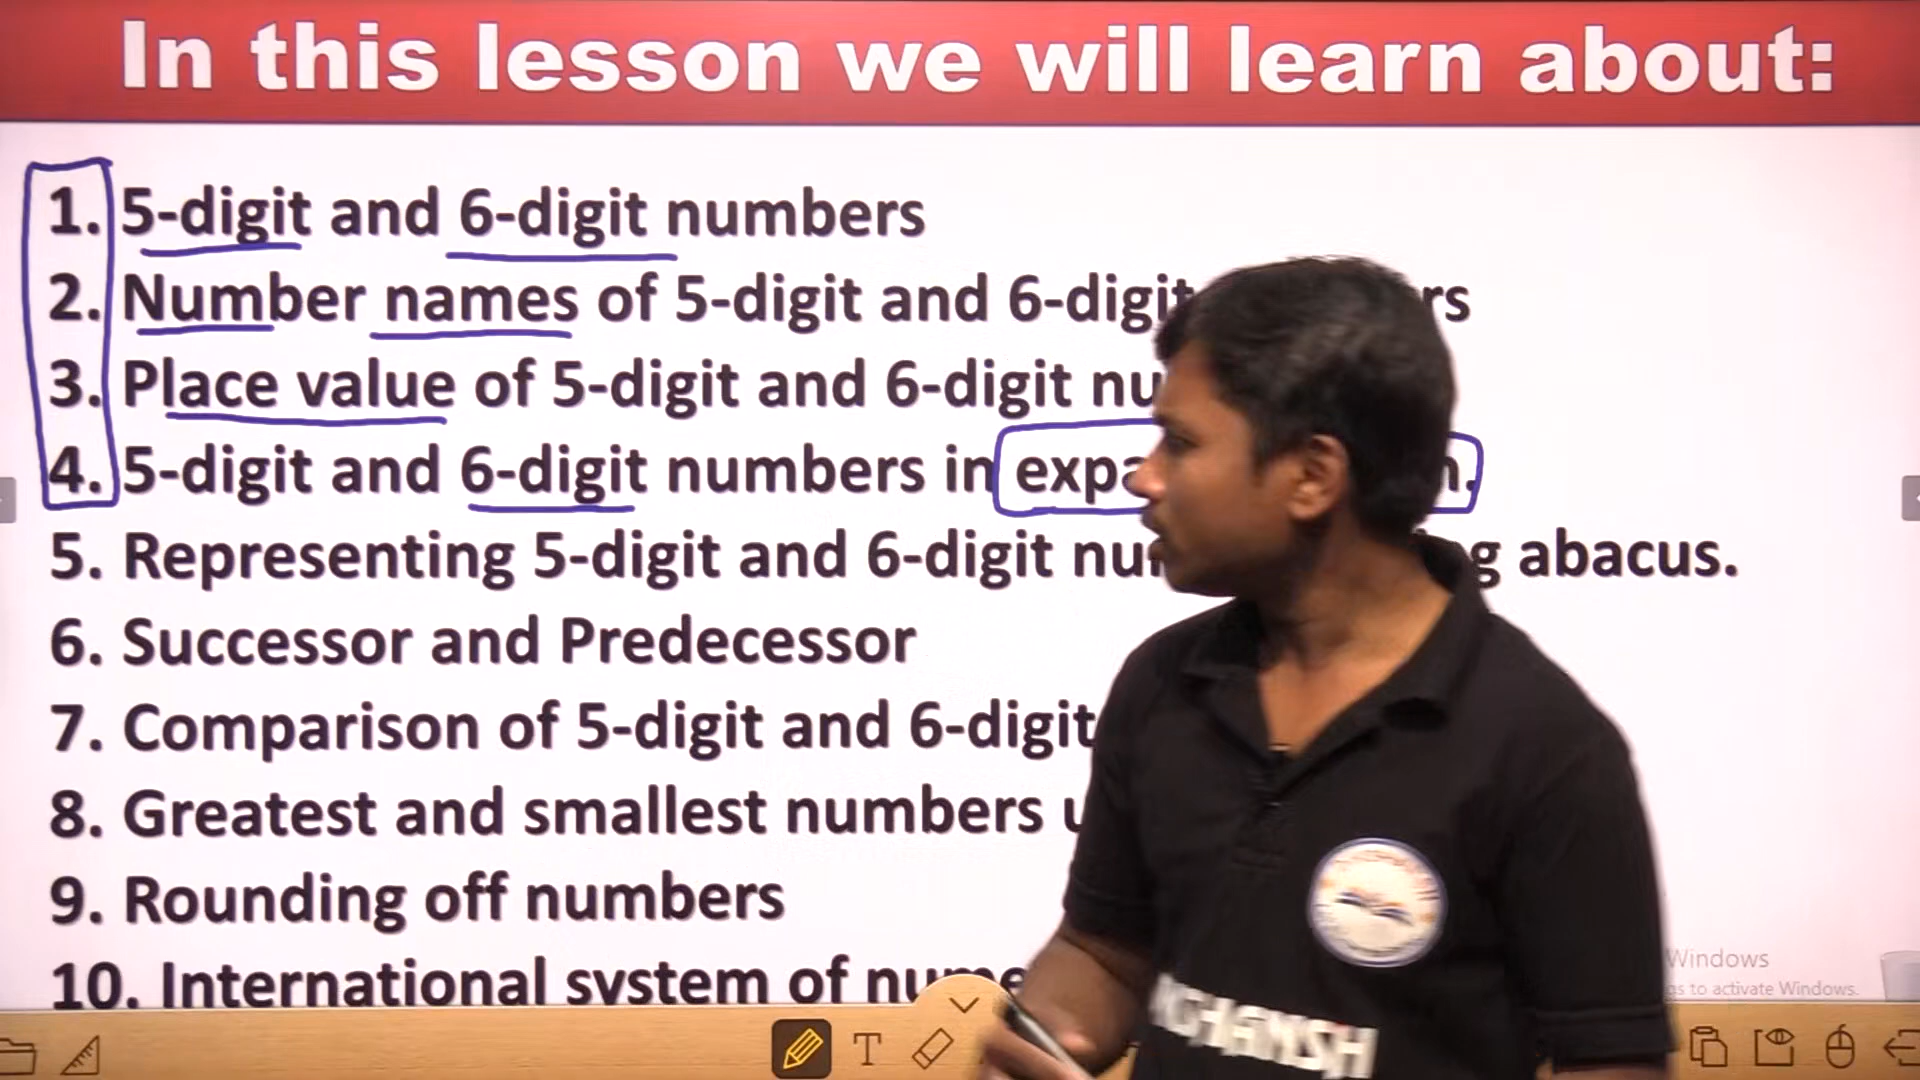 In this lesson we will learn about:
1. 5-digit and 6-digit numbers
2. Number names of 5-digit and 6-digit
3. Place value of 5-digit and 6-digit
4. 5-digit and 6-digit numbers in
5. Representing 5-digit and 6-digit abacus.
6. Successor and Predecessor
7. Comparison of 5-digit and 6-digit
8. Greatest and smallest numbers
9. Rounding off numbers
10. International system of
Windows
to activate Windows.
T